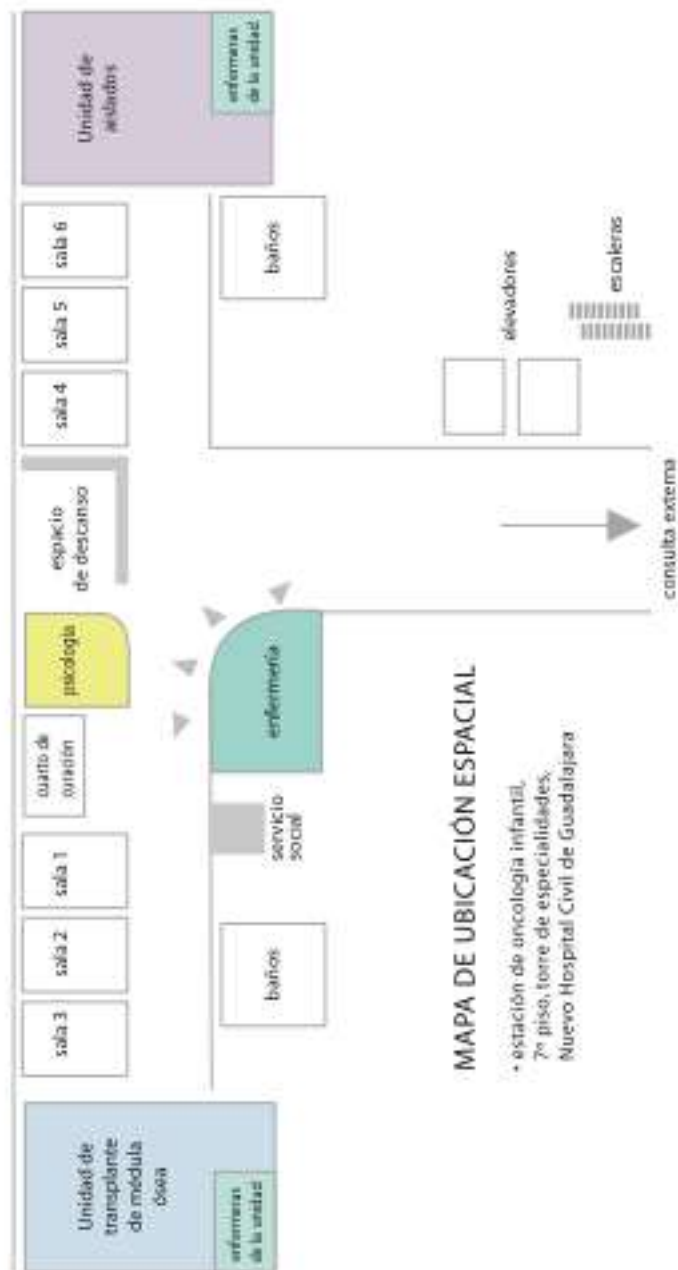 Unidad de
transplante
de médula
ósea
enfermeras
de la unidad
sala 3
sala 2
sala 1
cuarto de
curación
psicología
espacio
de descanso
sala 4
sala 5
sala 6
Unidad de
aislados
enfermeras
de la unidad
baños
servicio
social
enfermería
baños
elevadores
escaleras
consulta externa
MAPA DE UBICACIÓN ESPACIAL
* estación de oncología infantil,
7º piso, torre de especialidades,
Nuevo Hospital Civil de Guadalajara